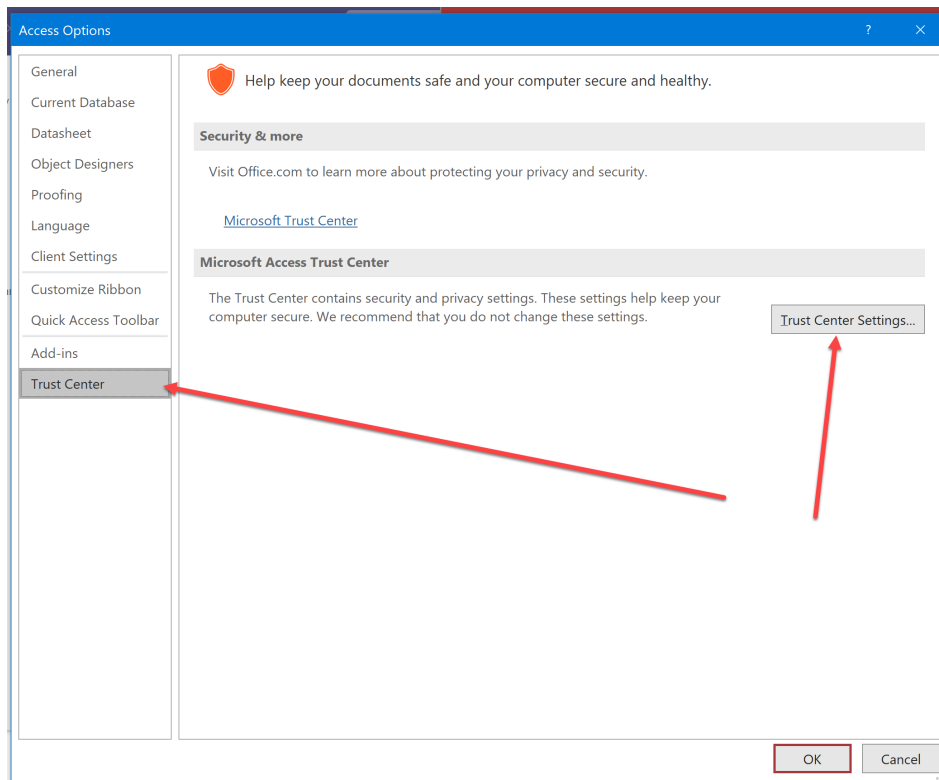 Access Options
?
General
Current Database
Datasheet
Object Designers
Proofing
Language
Client Settings
Customize Ribbon
Quick Access Toolbar
Add-ins
Trust Center
Help keep your documents safe and your computer secure and healthy.
Security & more
Visit Office.com to learn more about protecting your privacy and security.
Microsoft Trust Center
Microsoft Access Trust Center
The Trust Center contains security and privacy settings. These settings help keep your
computer secure. We recommend that you do not change these settings.
Trust Center Settings...
OK
Cancel